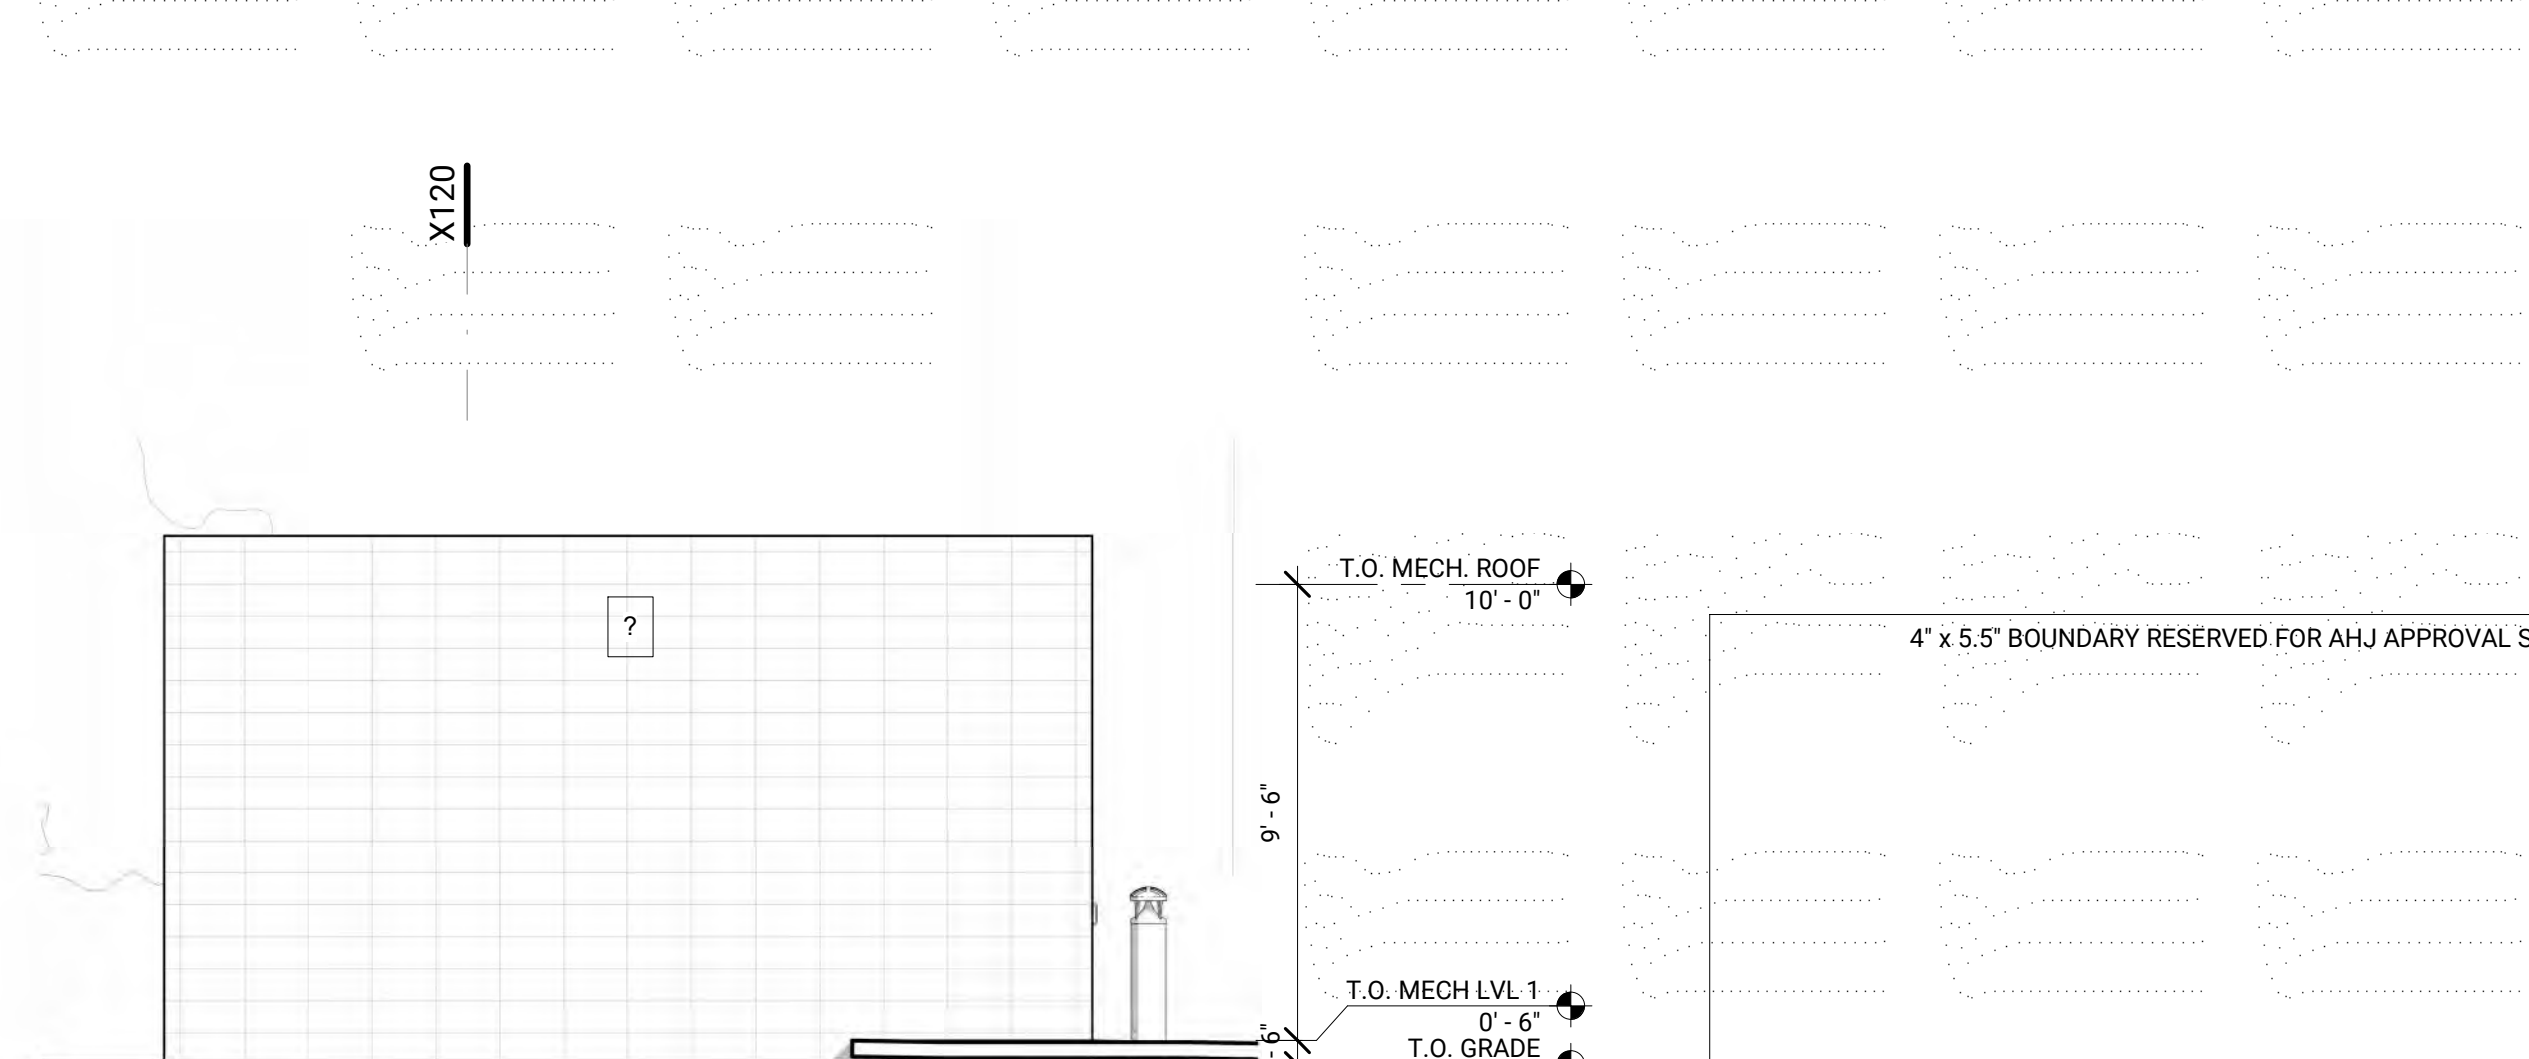 X120
?
T.O. MECH. ROOF
10' - 0"
4" x 5.5" BOUNDARY RESERVED FOR AHJ APPROVAL S
9' - 6"
T.O. MECH LVL 1
0' - 6"
- 6"
T.O. GRADE